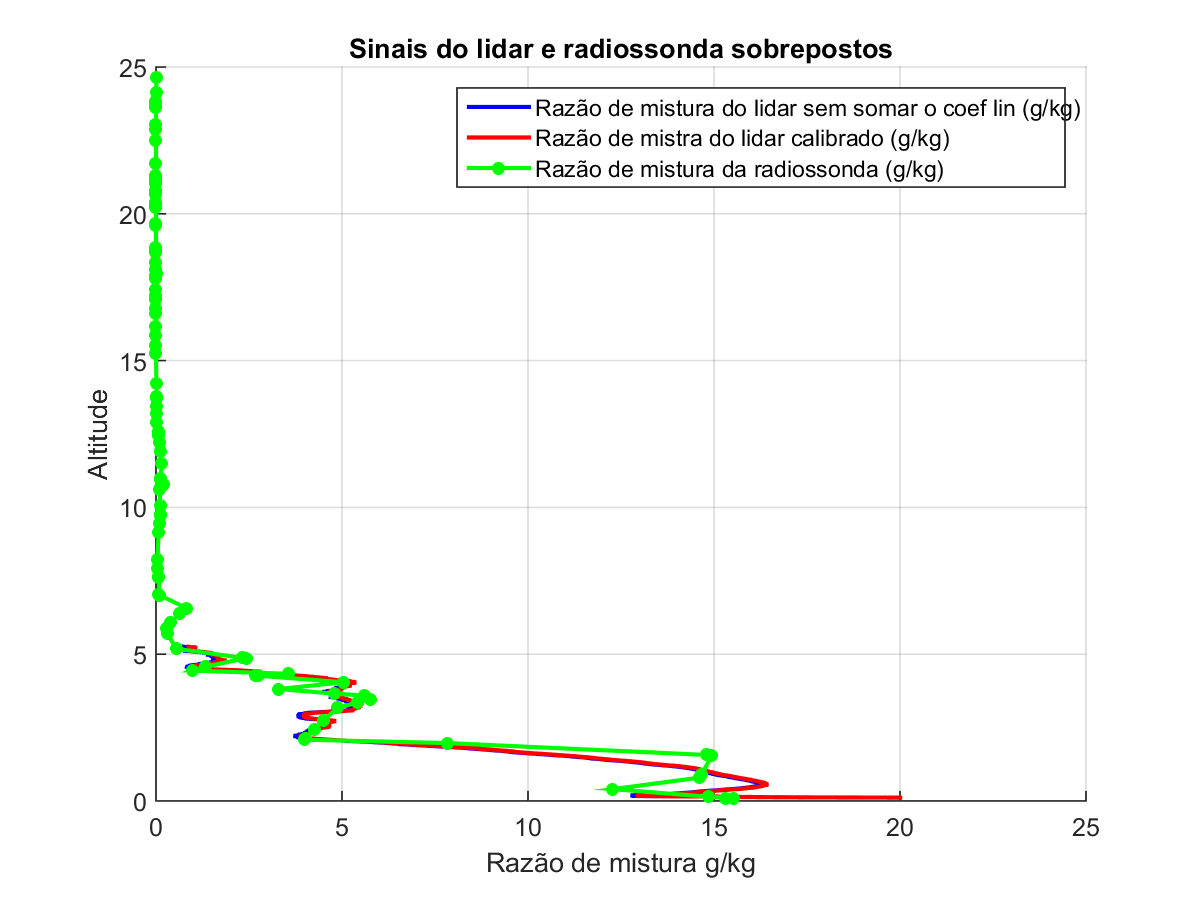 Sinais do lidar e radiossonda sobrepostos
25
Razão de mistura do lidar sem somar o coef lin (g/kg)
Razão de mistra do lidar calibrado (g/kg)
Razão de mistura da radiossonda (g/kg)
20
15
Altitude
10
5
0
0 5 10 15 20 25
Razão de mistura g/kg